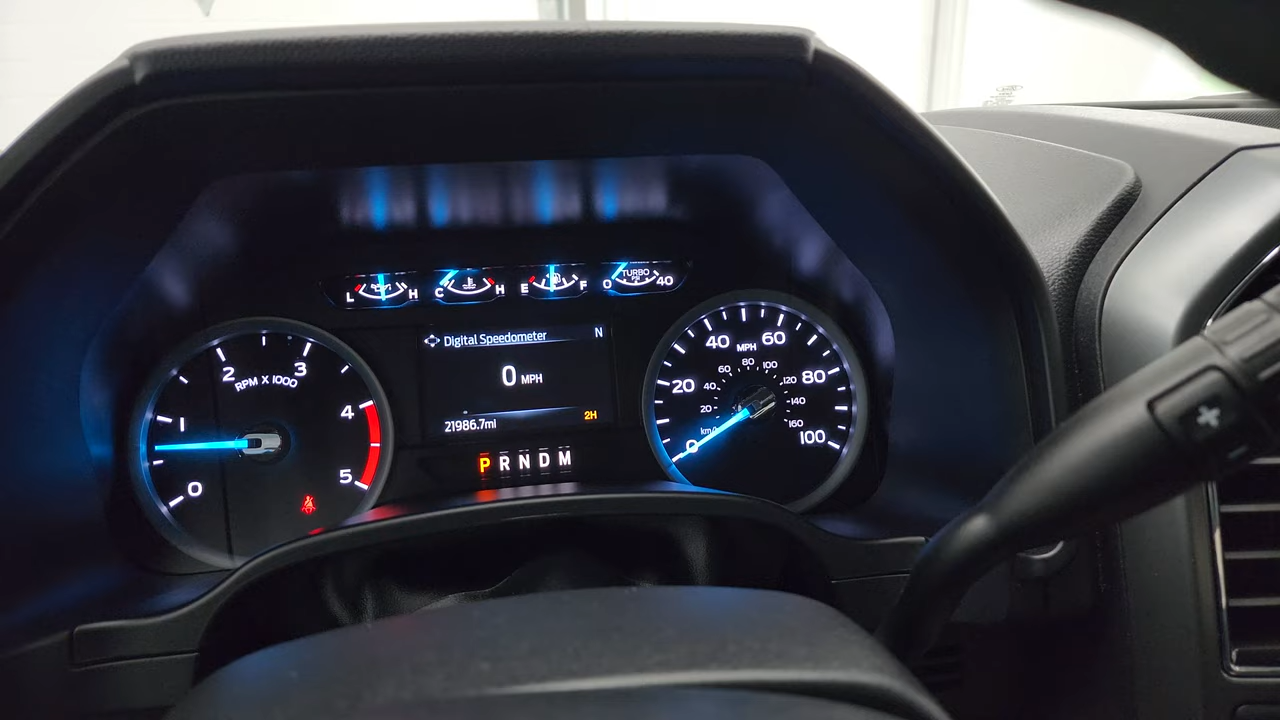 L H C H E F 0 TURBO PSI 40
Digital Speedometer N
0 MPH
21986.7mi 2H
P R N D M
0 1 2 3 4 5
RPM X 1000
0 20 40 60 80 100
MPH
20 40 60 80 100 120 140 160
+